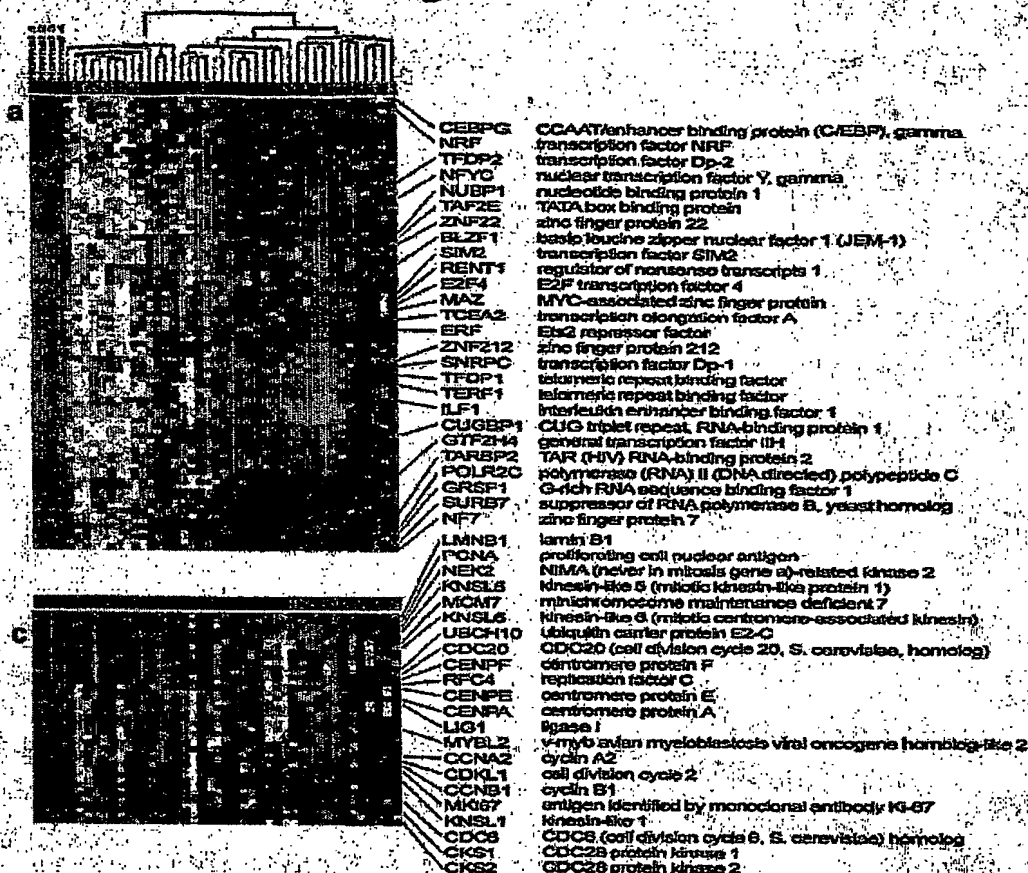 a
CEBPG CCAAT/enhancer binding protein (C/EBP), gamma
NRF transcription factor NRF
TFDP2 transcription factor Dp-2
NFYC nuclear transcription factor Y, gamma
NUBP1 nucleotide binding protein 1
TAF2E TATA box binding protein
ZNF22 zinc finger protein 22
BLZF1 basic leucine zipper nuclear factor 1 (JEM-1)
SIM2 transcription factor SIM2
RENT1 regulator of nonsense transcripts 1
E2F4 E2F transcription factor 4
MAZ MYC-associated zinc finger protein
TCEA2 transcription elongation factor A
ERF Ets2 repressor factor
ZNF212 zinc finger protein 212
SNRPC transcription factor Dp-1
TFDP1 telomeric repeat binding factor
TERF1 telomeric repeat binding factor
ILF1 interleukin enhancer binding factor 1
CUGBP1 CUG triplet repeat, RNA-binding protein 1
GTF2H4 general transcription factor IIH
TARBP2 TAR (HIV) RNA-binding protein 2
POLR2C polymerase (RNA) II (DNA directed) polypeptide C
GRSF1 G-rich RNA sequence binding factor 1
SURB7 suppressor of RNA polymerase B, yeast homolog
NF7 zinc finger protein 7
LMNB1 lamin B1
PCNA proliferating cell nuclear antigen
NEK2 NIMA (never in mitosis gene a)-related kinase 2
KNSL5 kinesin-like 5 (mitotic kinesin-like protein 1)
MCM7 minichromosome maintenance deficient 7
KNSL6 kinesin-like 6 (mitotic centromere-associated kinesin)
c
UBCH10 ubiquitin carrier protein E2-C
CDC20 CDC20 (cell division cycle 20, S. cerevisiae, homolog)
CENPF centromere protein F
RFC4 replication factor C
CENPE centromere protein E
CENPA centromere protein A
LIG1 ligase I
MYBL2 v-myb avian myeloblastosis viral oncogene homolog-like 2
CCNA2 cyclin A2
CDKL1 cell division cycle 2
CCNB1 cyclin B1
MKI67 antigen identified by monoclonal antibody Ki-67
KNSL1 kinesin-like 1
CDC6 CDC6 (cell division cycle 6, S. cerevisiae) homolog
CKS1 CDC28 protein kinase 1
CKS2 CDC28 protein kinase 2